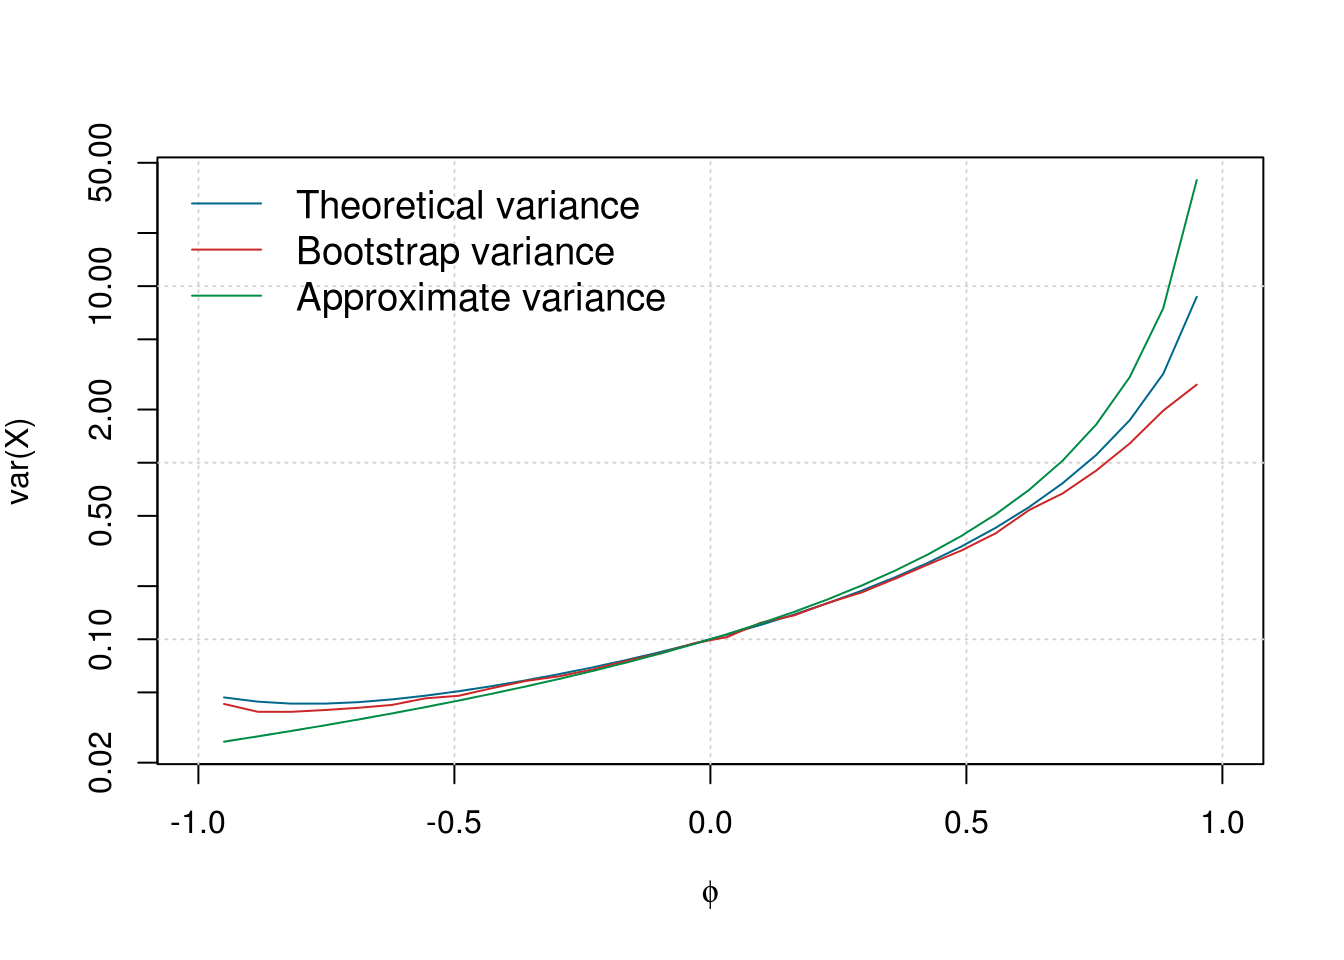 Theoretical variance
Bootstrap variance
Approximate variance
50.00
10.00
2.00
0.50
0.10
0.02
var(X)
-1.0 -0.5 0.0 0.5 1.0
ϕ